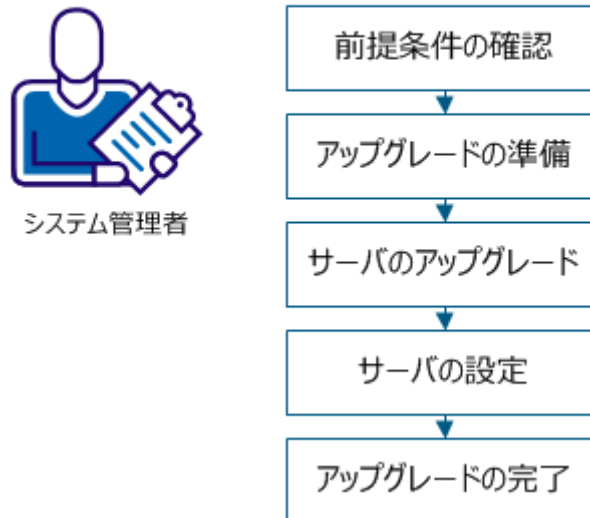 システム管理者
前提条件の確認
アップグレードの準備
サーバのアップグレード
サーバの設定
アップグレードの完了